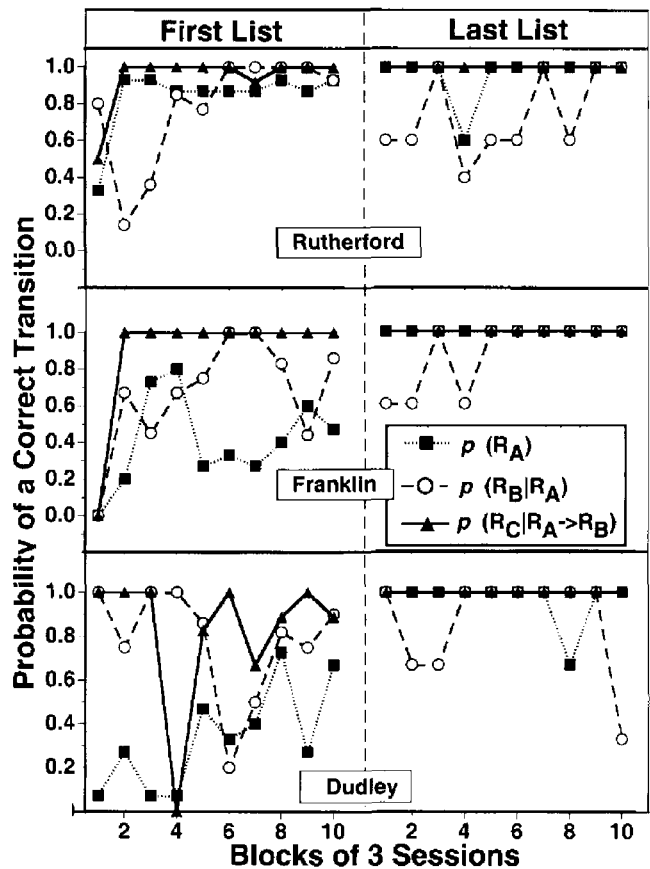 First List Last List
Probability of a Correct Transition
1.0
0.8
0.6
0.4
0.2
0.0
Rutherford
1.0
0.8
0.6
0.4
0.2
0.0
Franklin
p (RA)
p (RB|RA)
p (RC|RA->RB)
1.0
0.8
0.6
0.4
0.2
Dudley
2 4 6 8 10 2 4 6 8 10
Blocks of 3 Sessions